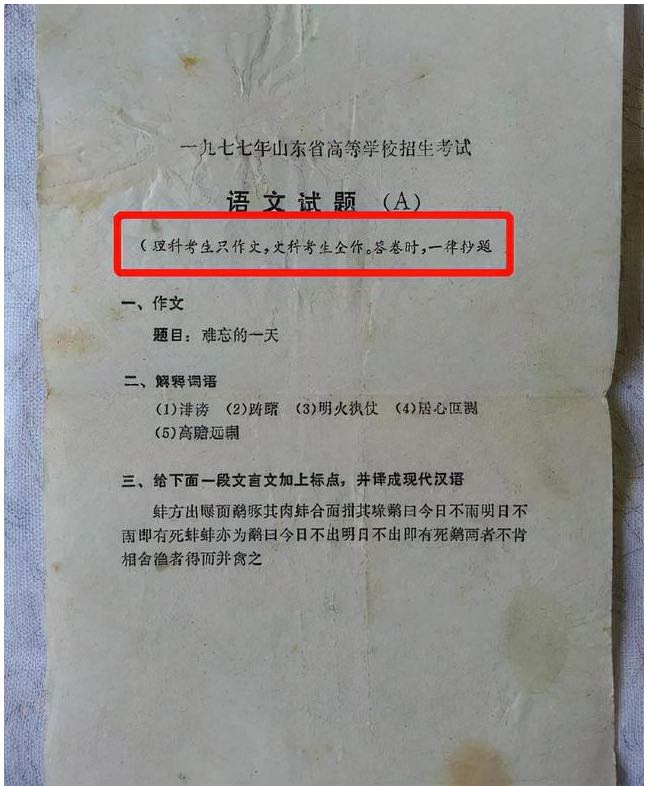 一九七七年山东省高等学校招生考试
语文试题 (A)
(理科考生只作文,文科考生全作。答卷时,一律抄题
一、作文
题目：难忘的一天
二、解释词语
(1)诽谤 (2)踌躇 (3)明火执仗 (4)居心叵测
(5)高瞻远瞩
三、给下面一段文言文加上标点，并译成现代汉语
蚌方出曝而鹬啄其肉蚌合而拑其喙鹬曰今日不雨明日不
雨即有死蚌蚌亦为鹬曰今日不出明日不出即有死鹬两者不肯
相舍渔者得而并禽之